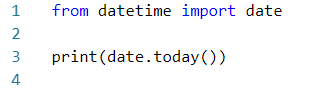 1 from datetime import date
2
3 print(date.today())
4